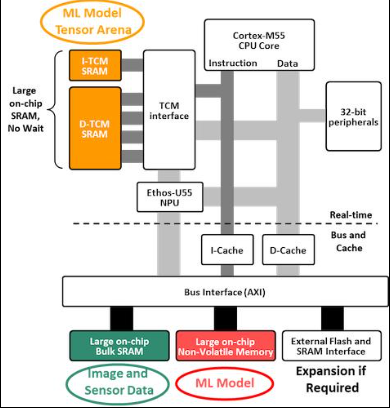 ML Model
Tensor Arena
Cortex-M55
CPU Core
Instruction
Data
I-TCM
SRAM
Large
on-chip
SRAM,
No Wait
D-TCM
SRAM
TCM
interface
32-bit
peripherals
Ethos-U55
NPU
Real-time
Bus and
Cache
I-Cache
D-Cache
Bus Interface (AXI)
Large on-chip
Bulk SRAM
Large on-chip
Non-Volatile Memory
External Flash and
SRAM Interface
Image and
Sensor Data
ML Model
Expansion if
Required